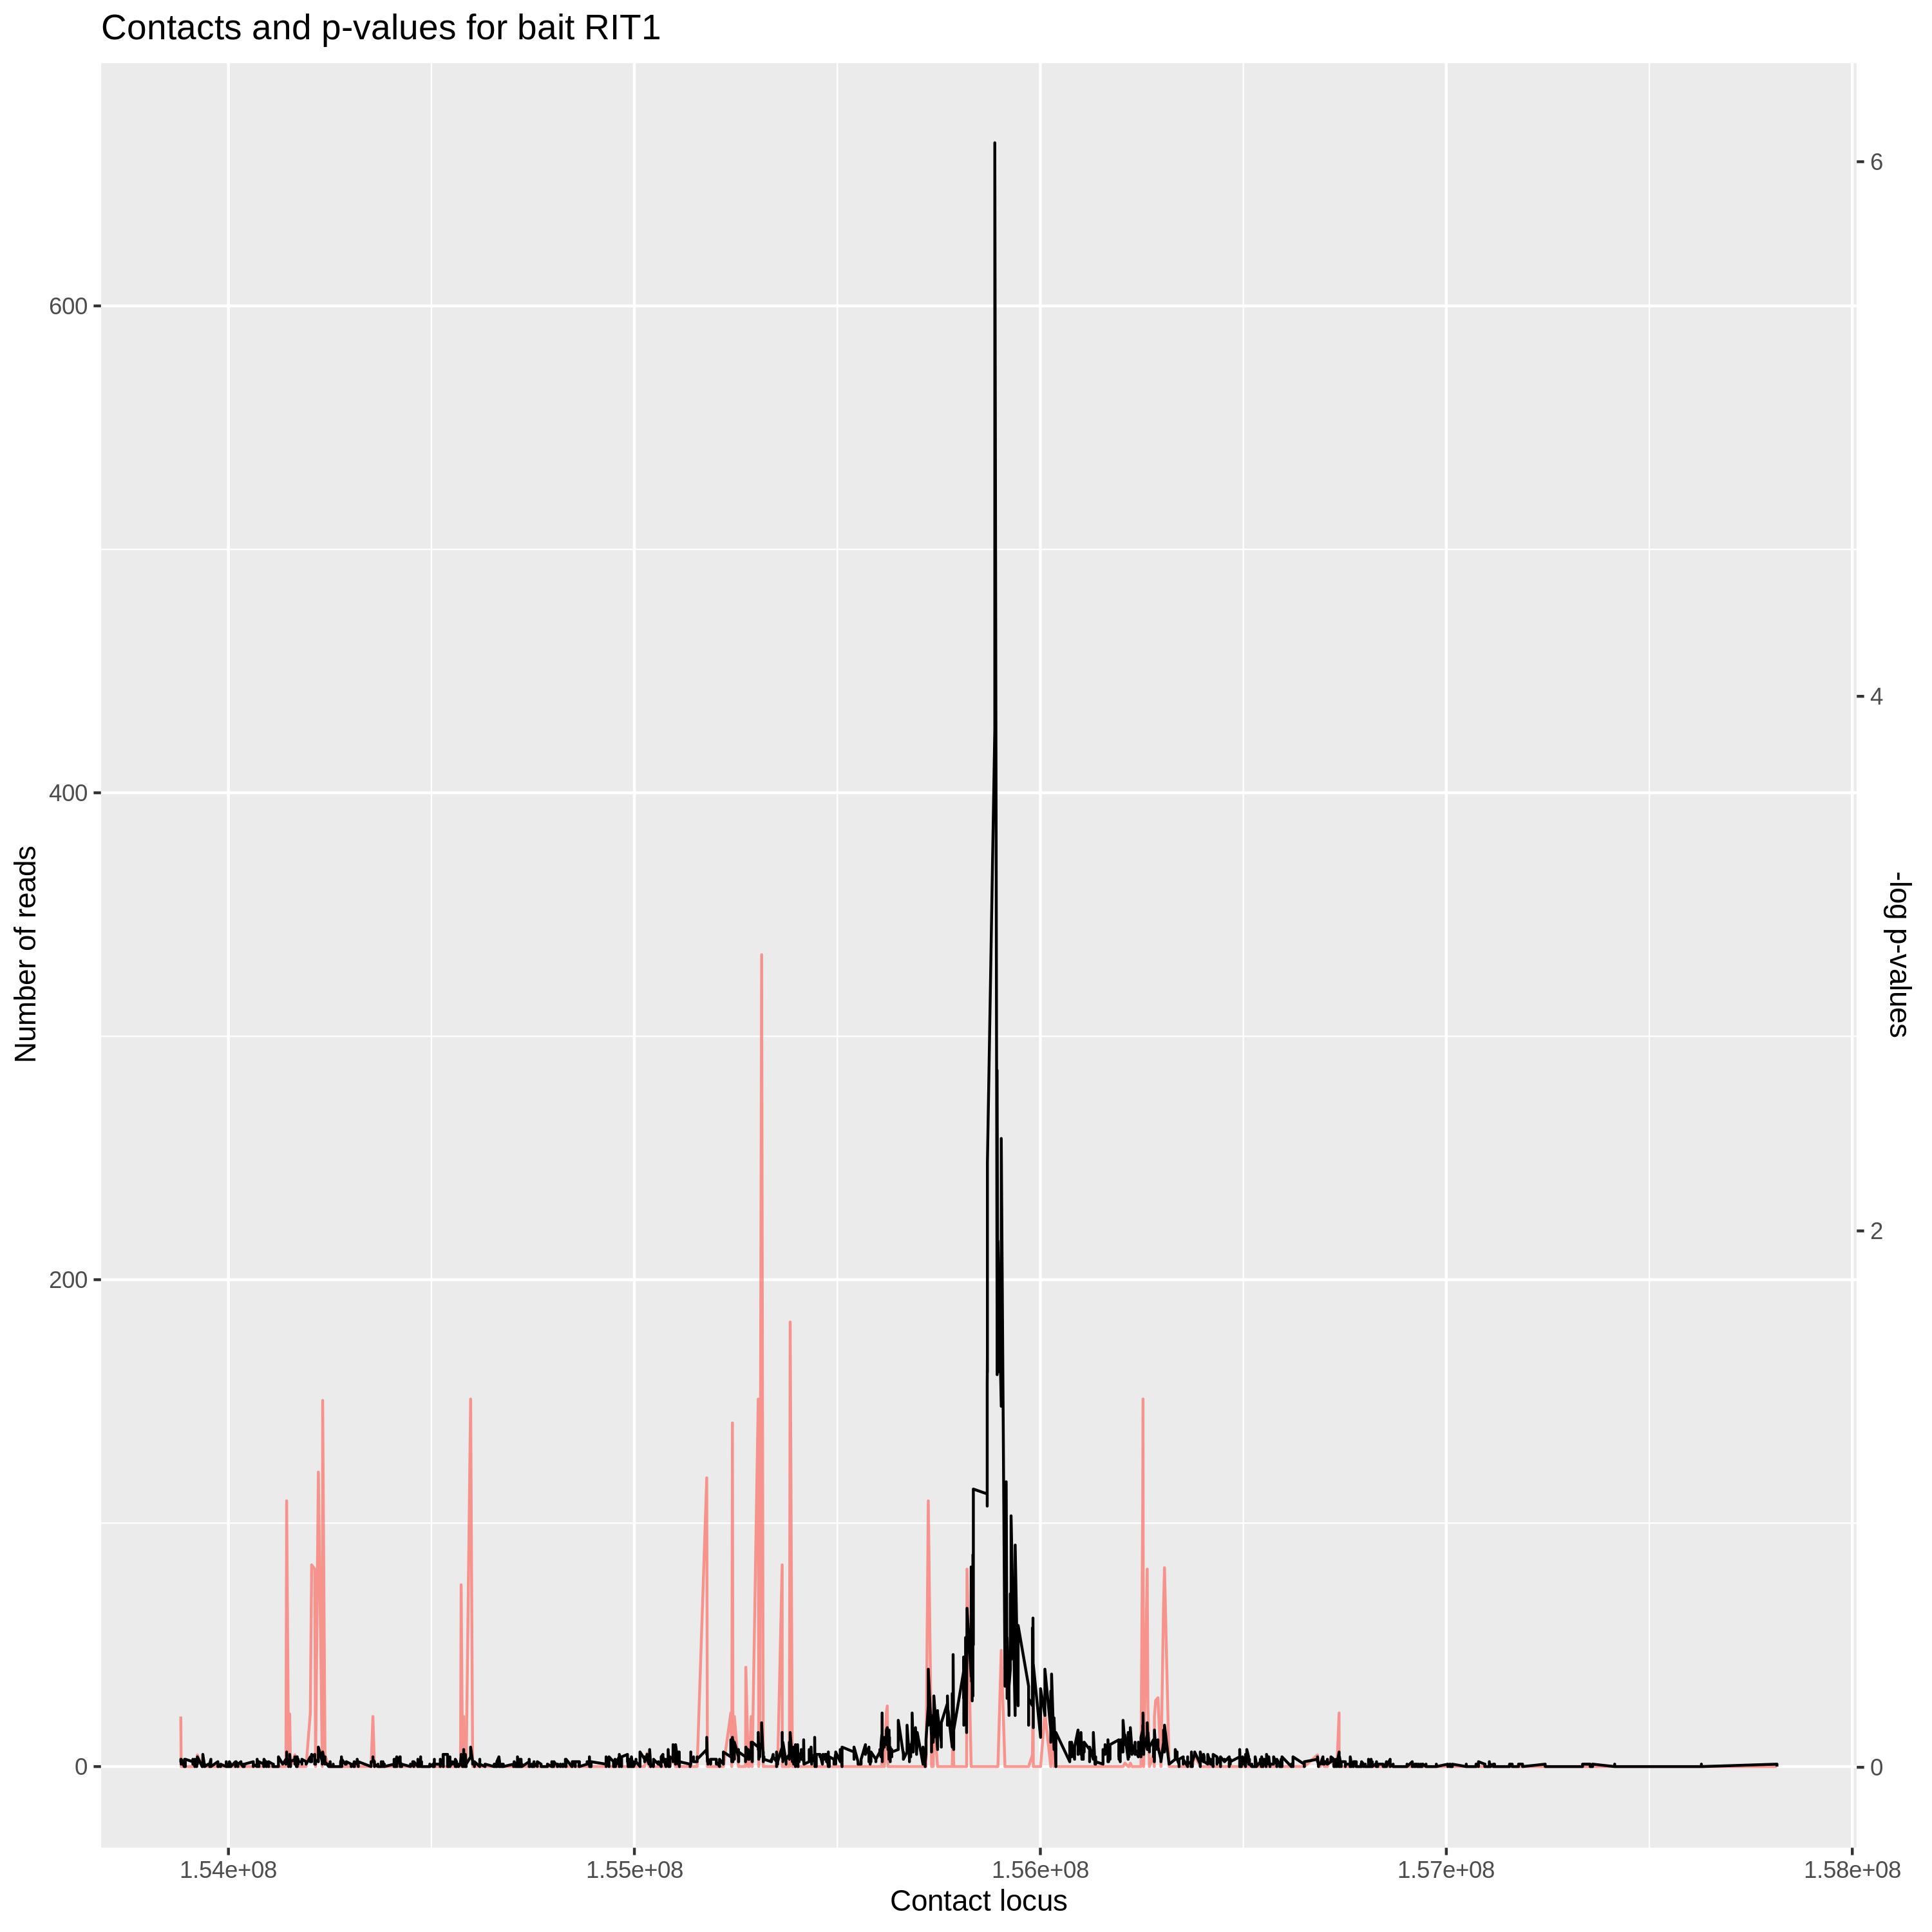 Contacts and p-values for bait RIT1
600
400
200
0
6
4
2
0
Number of reads
-log p-values
1.54e+08
1.55e+08
1.56e+08
1.57e+08
1.58e+08
Contact locus